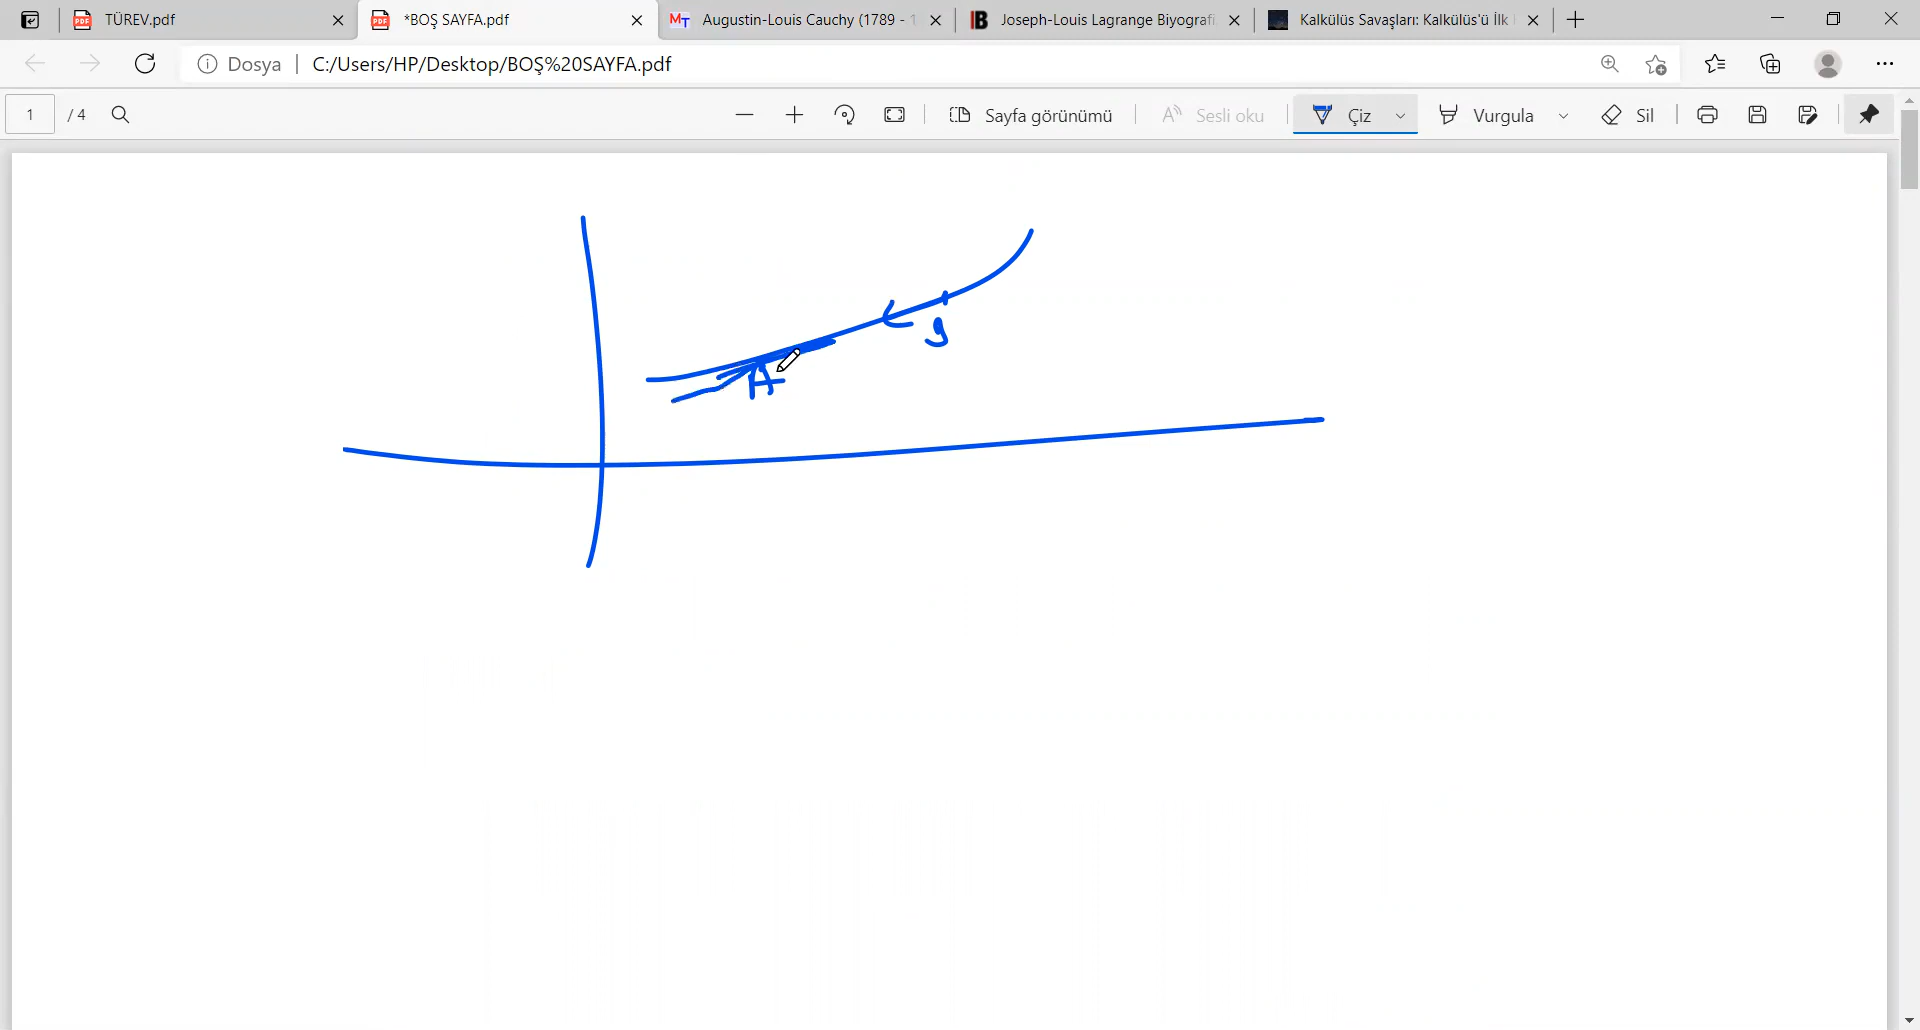 TÜREV.pdf
*BOŞ SAYFA.pdf
Augustin-Louis Cauchy (1789 - 1
Joseph-Louis Lagrange Biyografi
Kalkülüs Savaşları: Kalkülüs'ü İlk
Dosya
C:/Users/HP/Desktop/BOŞ%20SAYFA.pdf
1 / 4
Sayfa görünümü
Sesli oku
Çiz
Vurgula
Sil
y
A